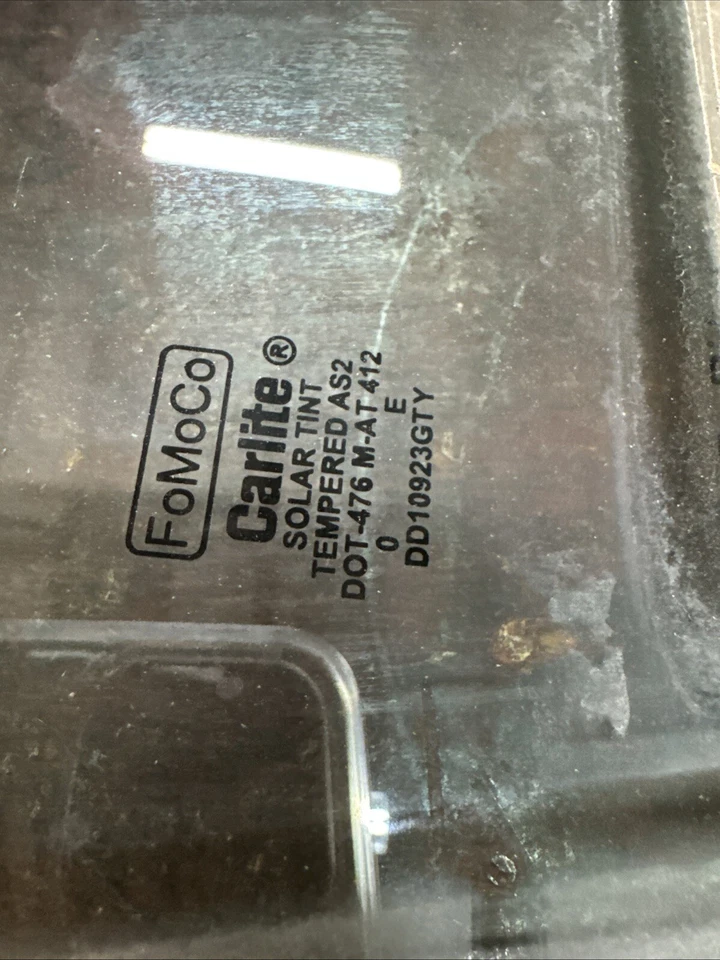 FoMoCo
Carlite®
SOLAR TINT
TEMPERED AS2
DOT-476 M-AT 412
0 E
DD10923GTY